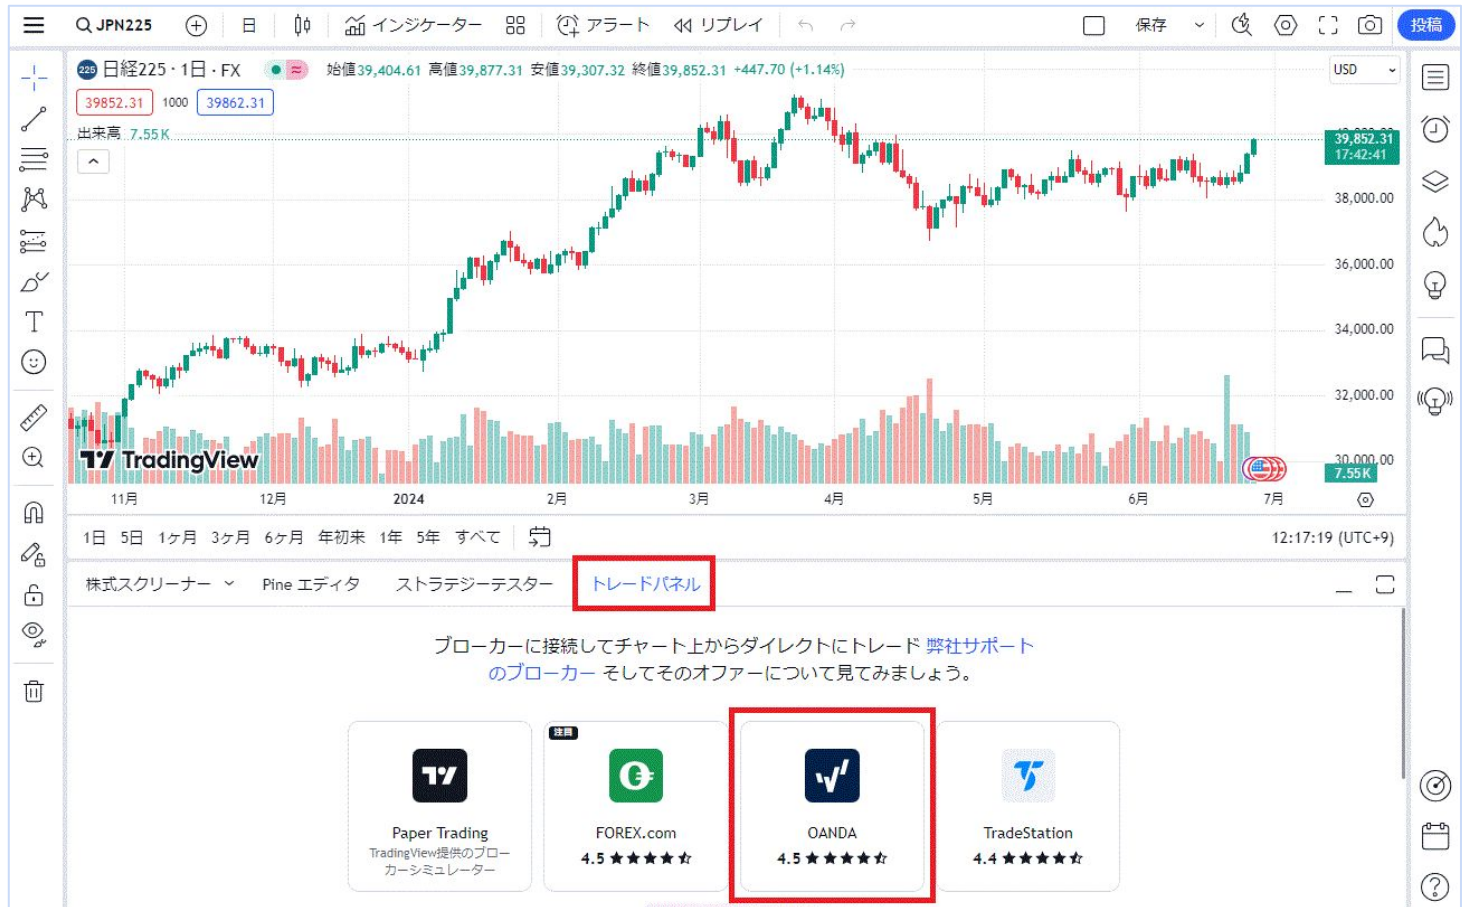 JPN225 日 インジケーター アラート リプレイ 保存 投稿
225 日経225・1日・FX 始値39,404.61 高値39,877.31 安値39,307.32 終値39,852.31 +447.70 (+1.14%) USD
39852.31 1000 39862.31
出来高 7.55K
39,852.31
17:42:41
38,000.00
36,000.00
34,000.00
32,000.00
30,000.00
7.55K
TradingView
11月 12月 2024 2月 3月 4月 5月 6月 7月
1日 5日 1ヶ月 3ヶ月 6ヶ月 年初来 1年 5年 すべて 12:17:19 (UTC+9)
株式スクリーナー Pine エディタ ストラテジーテスター トレードパネル
ブローカーに接続してチャート上からダイレクトにトレード 弊社サポート
のブローカー そしてそのオファーについて見てみましょう。
注目
Paper Trading FOREX.com OANDA TradeStation
TradingView提供のブロー
カーシミュレーター
4.5 4.5 4.4